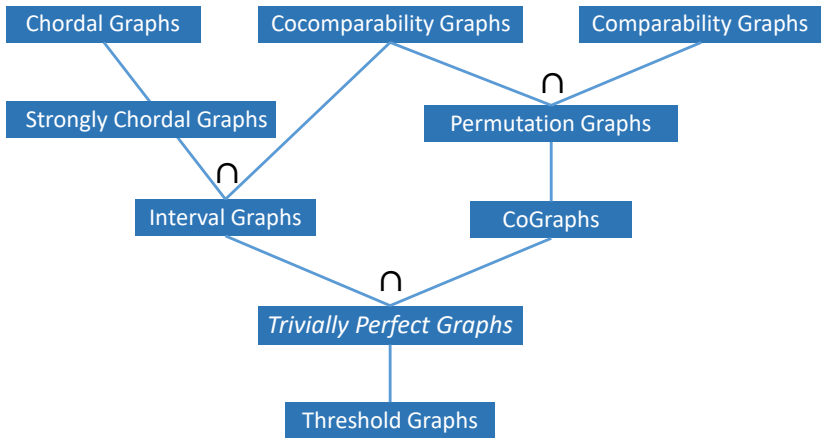 Chordal Graphs
Cocomparability Graphs
Comparability Graphs
∩
Strongly Chordal Graphs
Permutation Graphs
∩
Interval Graphs
CoGraphs
∩
Trivially Perfect Graphs
Threshold Graphs